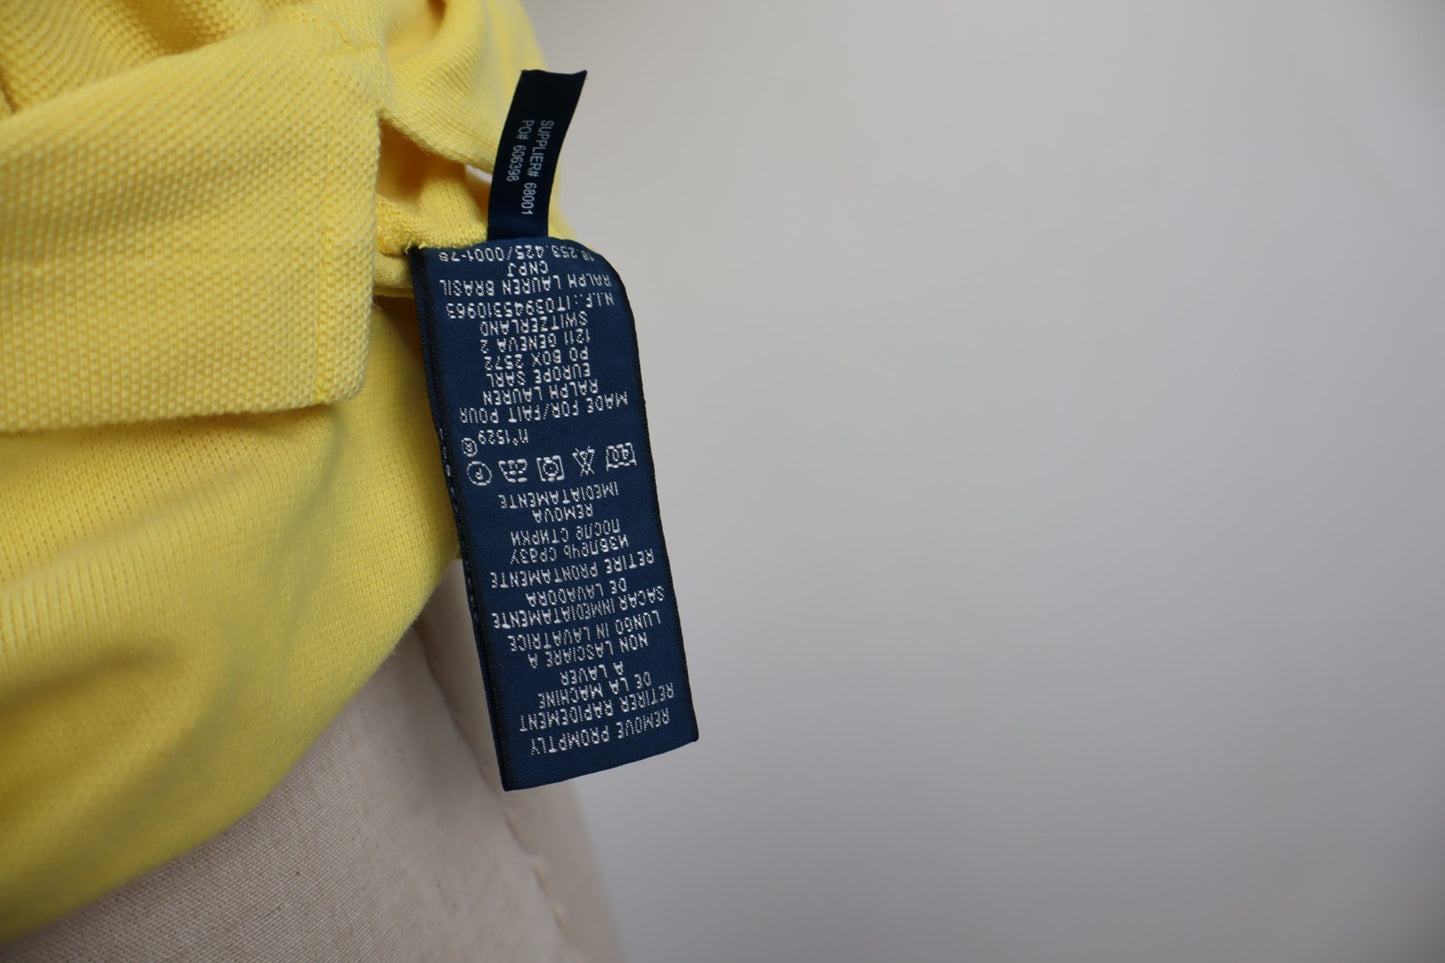 SUPPLIER# 68001
PO# 606398
REMOVE PROMPTLY
RETIRER RAPIDEMENT
DE LA MACHINE
A LAVER
NON LASCIARE A
LUNGO IN LAVATRICE
SACAR INMEDIATAMENTE
DE LAVADORA
RETIRE PRONTAMENTE
ИЗВЛЕЧЬ СРАЗУ
ПОСЛЕ СТИРКИ
REMOVA
IMEDIATAMENTE
P
n°1529 ®
MADE FOR/FAIT POUR
RALPH LAUREN
EUROPE SARL
PO BOX 2572
1211 GENEVA 2
SWITZERLAND
N.I.F.:IT03945310963
RALPH LAUREN BRASIL
CNPJ
18.253.425/0001-78